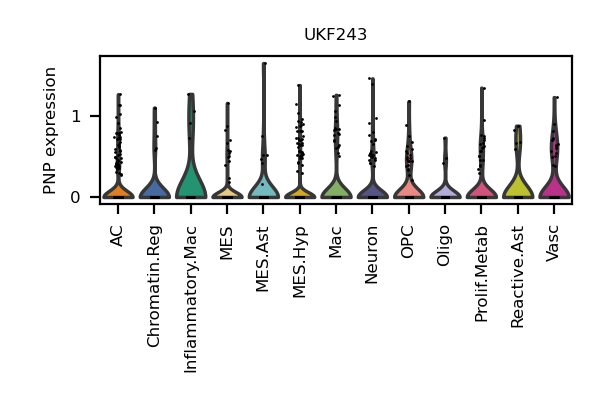 UKF243
PNP expression
1
0
AC
Chromatin.Reg
Inflammatory.Mac
MES
MES.Ast
MES.Hyp
Mac
Neuron
OPC
Oligo
Prolif.Metab
Reactive.Ast
Vasc